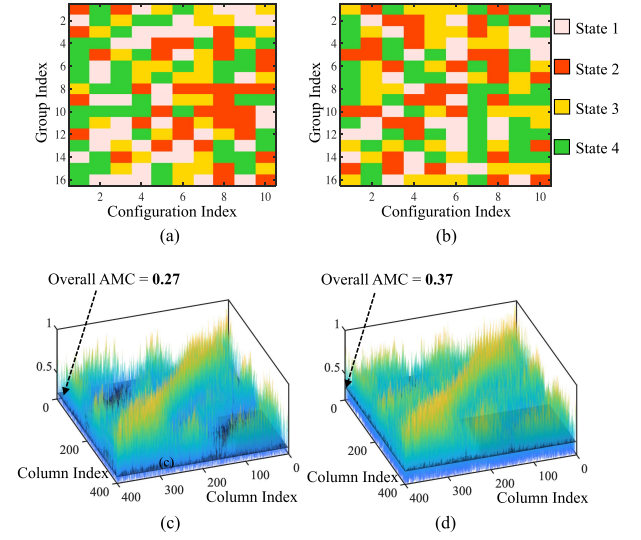 2
4
6
8
10
12
14
16
Group Index
2 4 6 8 10
Configuration Index
(a)
2
4
6
8
10
12
14
16
Group Index
2 4 6 8 10
Configuration Index
(b)
State 1
State 2
State 3
State 4
Overall AMC = 0.27
1
0.5
0
200
400
Column Index
400 300 200 100 0
Column Index
(c)
(c)
Overall AMC = 0.37
1
0.5
0
200
400
Column Index
400 300 200 100 0
Column Index
(d)